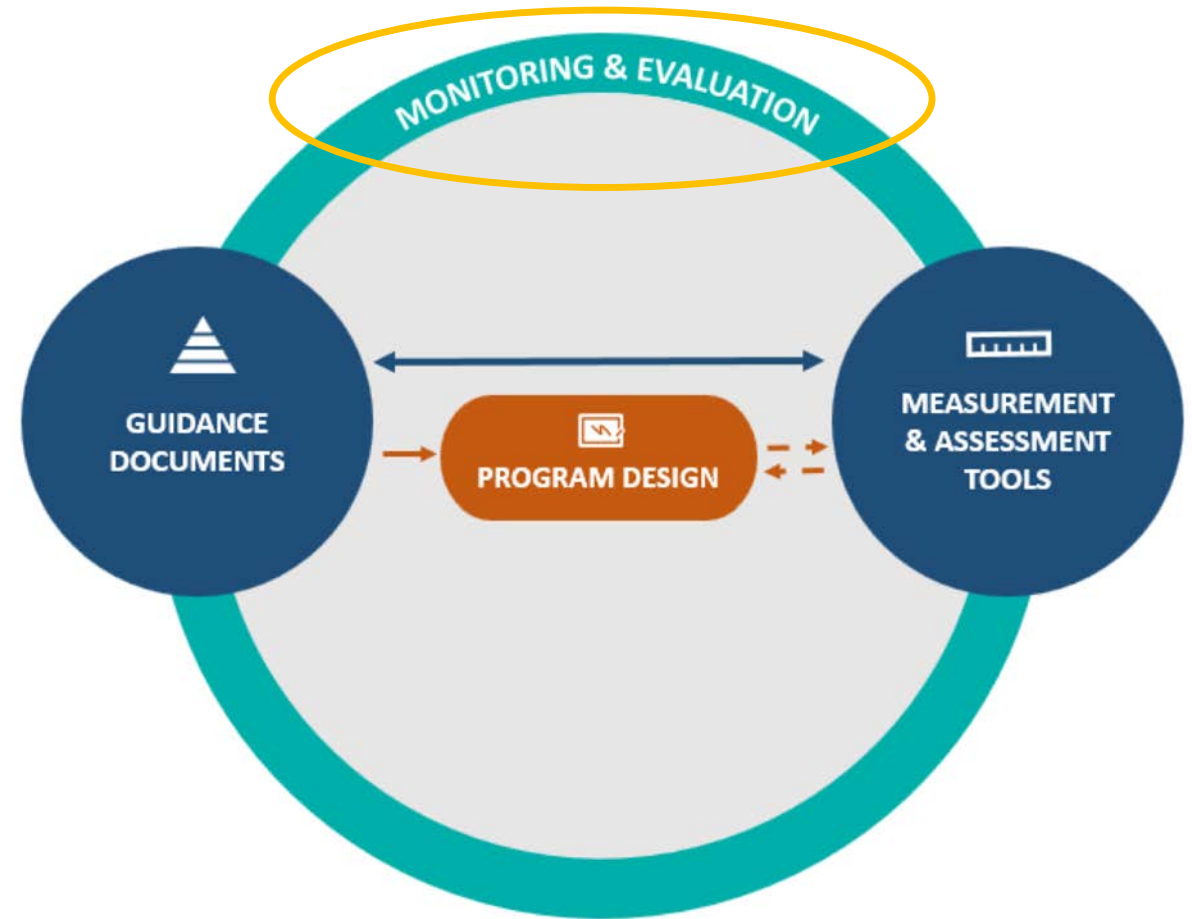 MONITORING & EVALUATION
GUIDANCE
DOCUMENTS
PROGRAM DESIGN
MEASUREMENT
& ASSESSMENT
TOOLS